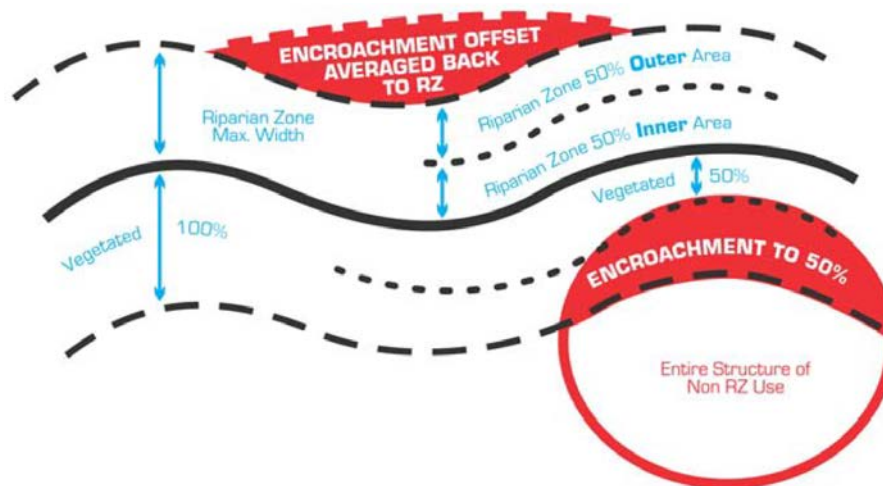 ENCROACHMENT OFFSET
AVERAGED BACK
TO RZ
Riparian Zone
Max. Width
Riparian Zone 50% Outer Area
Riparian Zone 50% Inner Area
Vegetated 50%
Vegetated 100%
ENCROACHMENT TO 50%
Entire Structure of
Non RZ Use